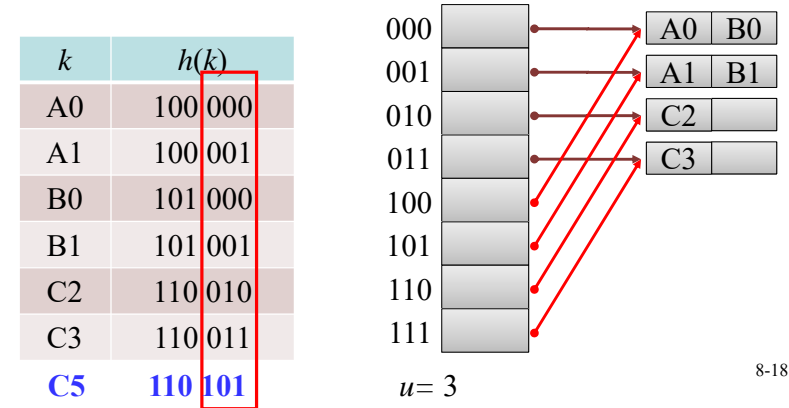 k h(k)
A0 100 000
A1 100 001
B0 101 000
B1 101 001
C2 110 010
C3 110 011
C5 110 101
000 A0 B0
001 A1 B1
010 C2
011 C3
100
101
110
111
u= 3
8-18